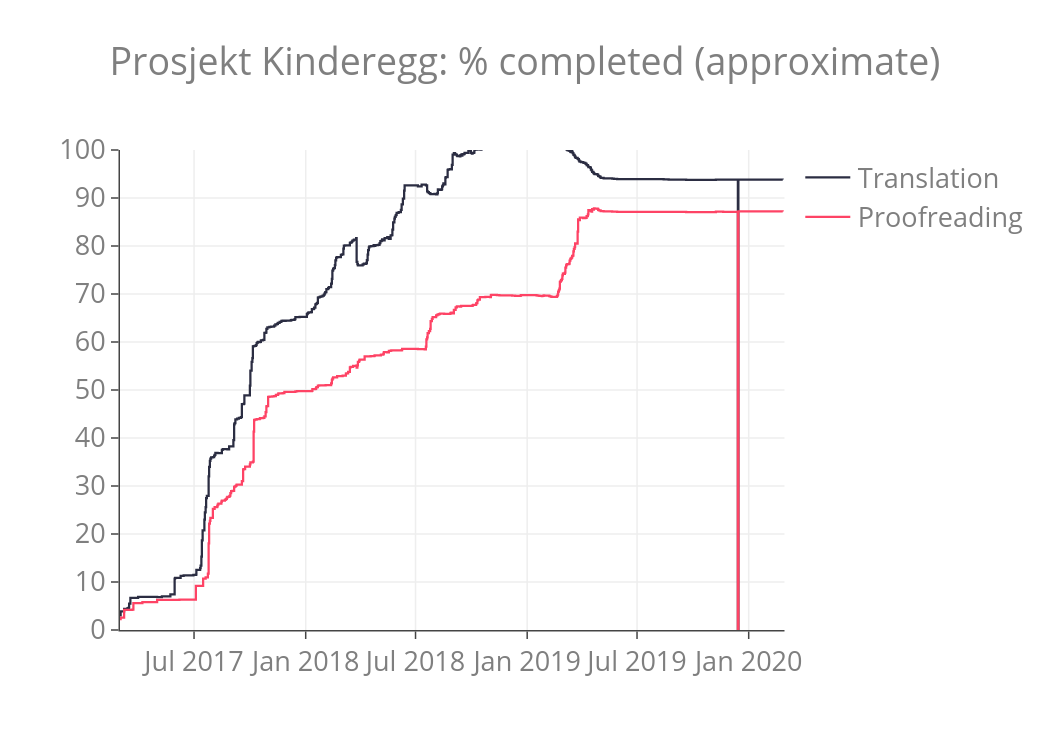 Prosjekt Kinderegg: % completed (approximate)
100
90
80
70
60
50
40
30
20
10
0
Jul 2017 Jan 2018 Jul 2018 Jan 2019 Jul 2019 Jan 2020
Translation
Proofreading